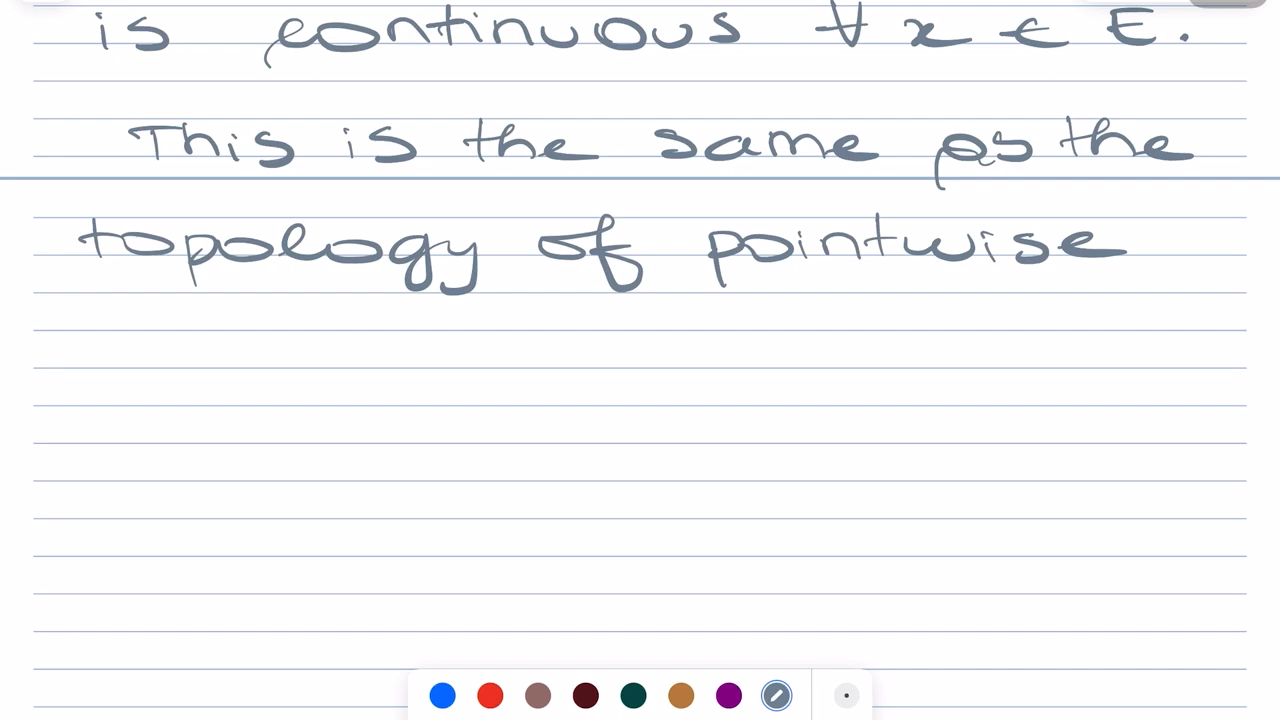 is continuous ∀ x ∈ E.
This is the same as the
topology of pointwise